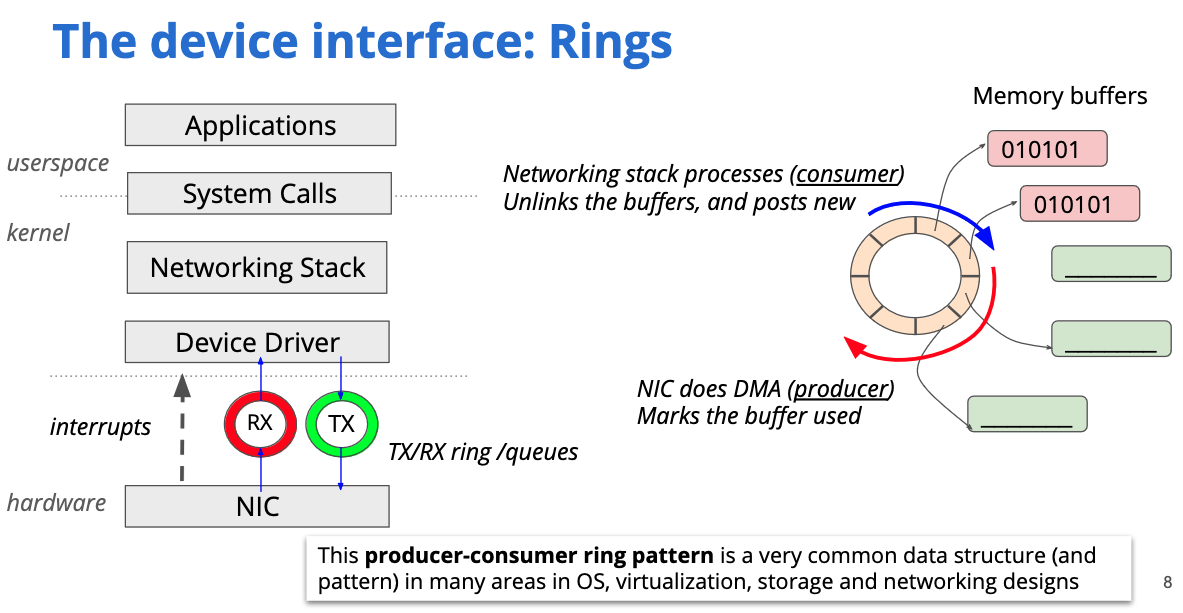 The device interface: Rings
Applications
userspace
System Calls
kernel
Networking Stack
Device Driver
interrupts
RX
TX
TX/RX ring /queues
hardware
NIC
Memory buffers
010101
010101
Networking stack processes (consumer)
Unlinks the buffers, and posts new
NIC does DMA (producer)
Marks the buffer used
This producer-consumer ring pattern is a very common data structure (and
pattern) in many areas in OS, virtualization, storage and networking designs
8